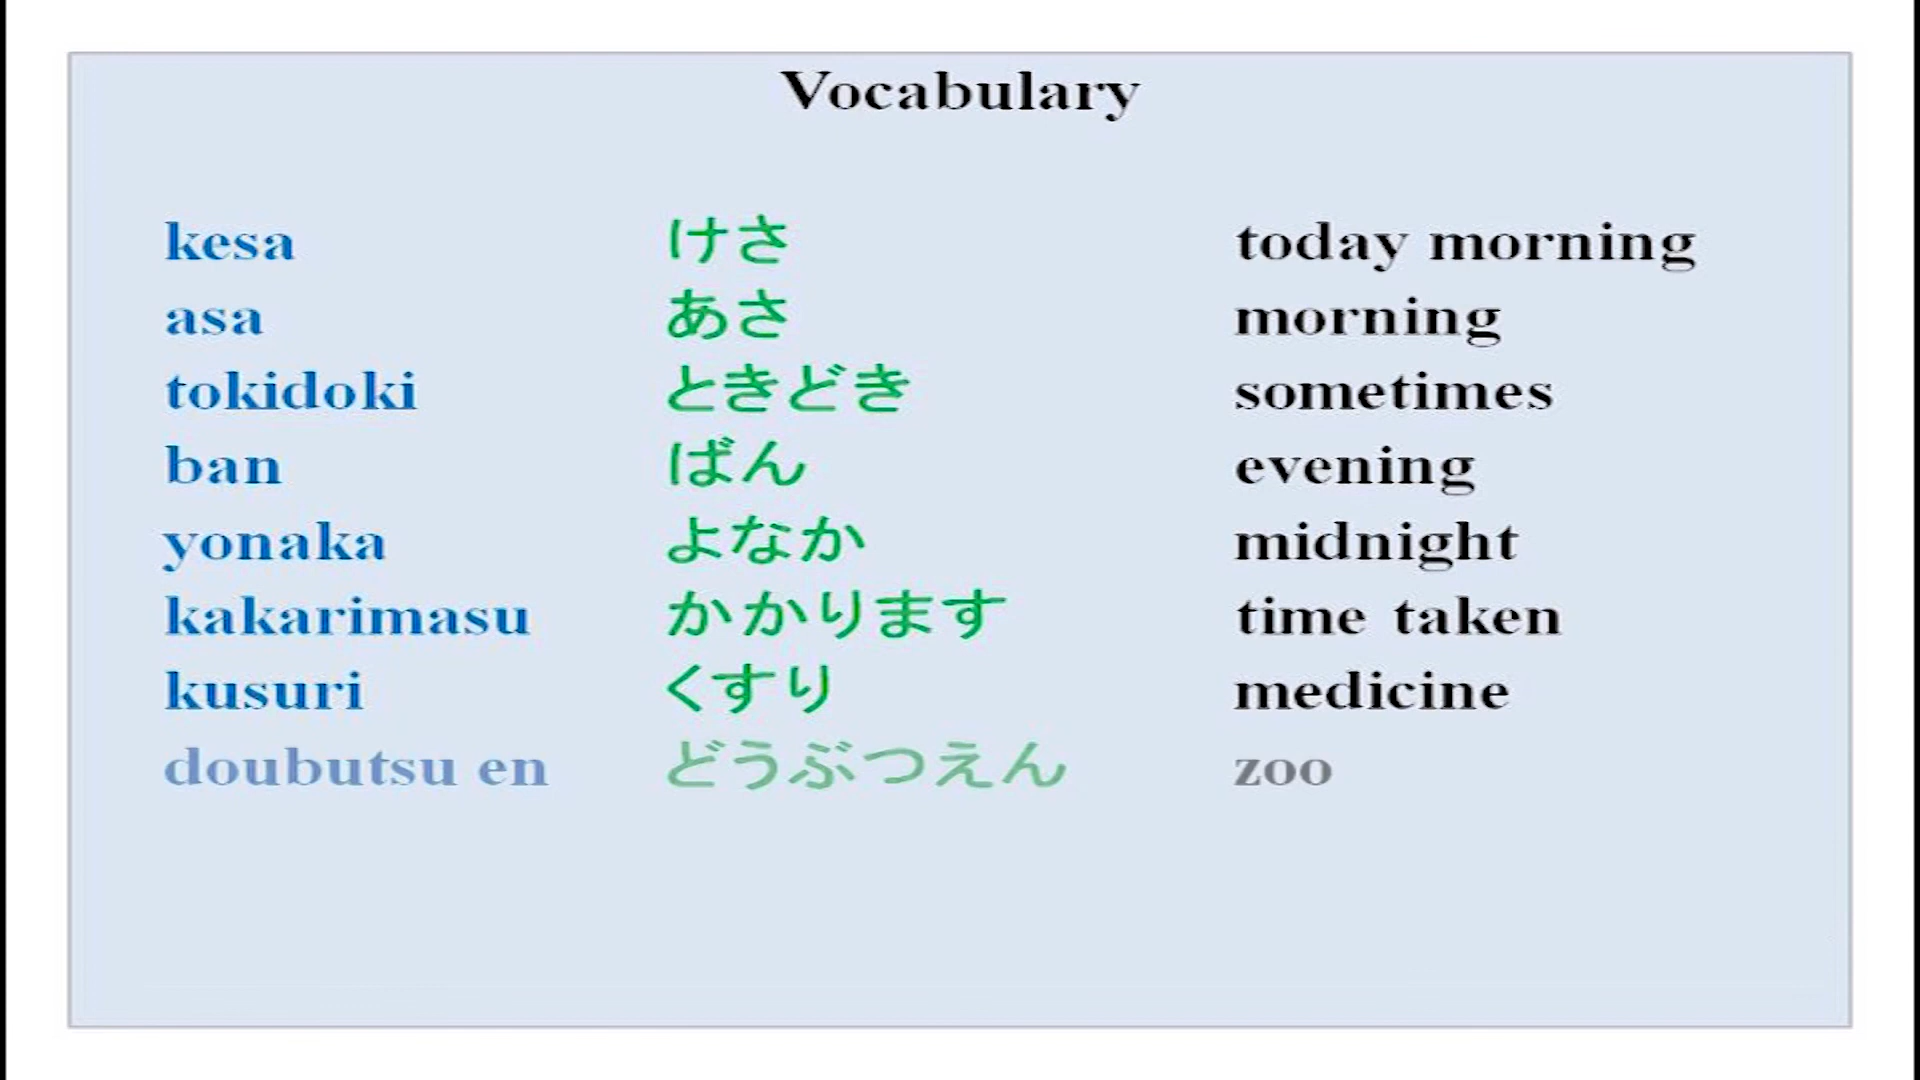 Vocabulary
kesa けさ today morning
asa あさ morning
tokidoki ときどき sometimes
ban ばん evening
yonaka よなか midnight
kakarimasu かかります time taken
kusuri くすり medicine
doubutsu en どうぶつえん zoo